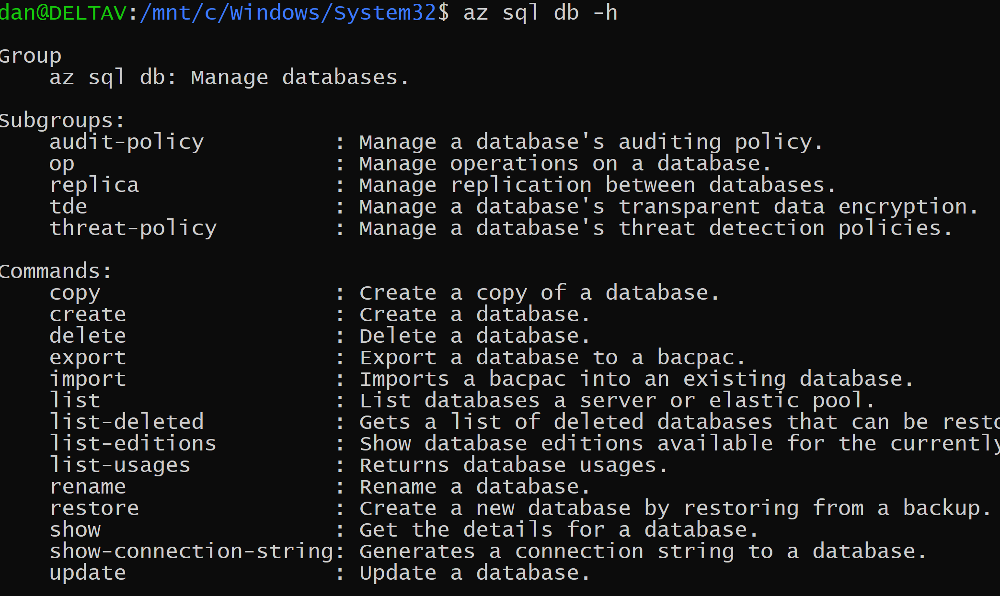 dan@DELTAV:/mnt/c/Windows/System32$ az sql db -h
Group
az sql db: Manage databases.
Subgroups:
audit-policy : Manage a database's auditing policy.
op : Manage operations on a database.
replica : Manage replication between databases.
tde : Manage a database's transparent data encryption.
threat-policy : Manage a database's threat detection policies.
Commands:
copy : Create a copy of a database.
create : Create a database.
delete : Delete a database.
export : Export a database to a bacpac.
import : Imports a bacpac into an existing database.
list : List databases a server or elastic pool.
list-deleted : Gets a list of deleted databases that can be resto
list-editions : Show database editions available for the currently
list-usages : Returns database usages.
rename : Rename a database.
restore : Create a new database by restoring from a backup.
show : Get the details for a database.
show-connection-string: Generates a connection string to a database.
update : Update a database.